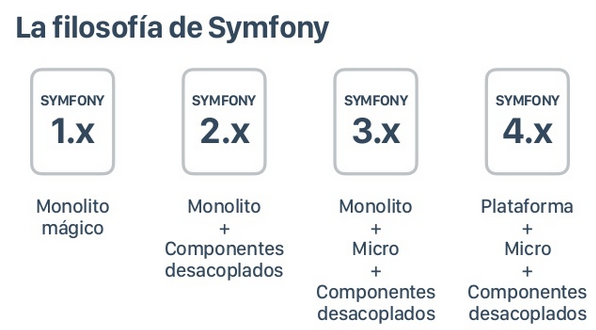 La filosofía de Symfony
SYMFONY
1.x
Monolito
mágico
SYMFONY
2.x
Monolito
+
Componentes
desacoplados
SYMFONY
3.x
Monolito
+
Micro
+
Componentes
desacoplados
SYMFONY
4.x
Plataforma
+
Micro
+
Componentes
desacoplados